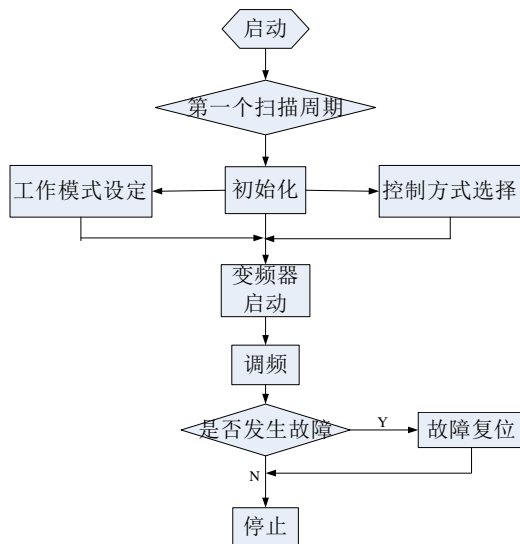 启动
第一个扫描周期
工作模式设定
初始化
控制方式选择
变频器
启动
调频
是否发生故障
Y
故障复位
N
停止